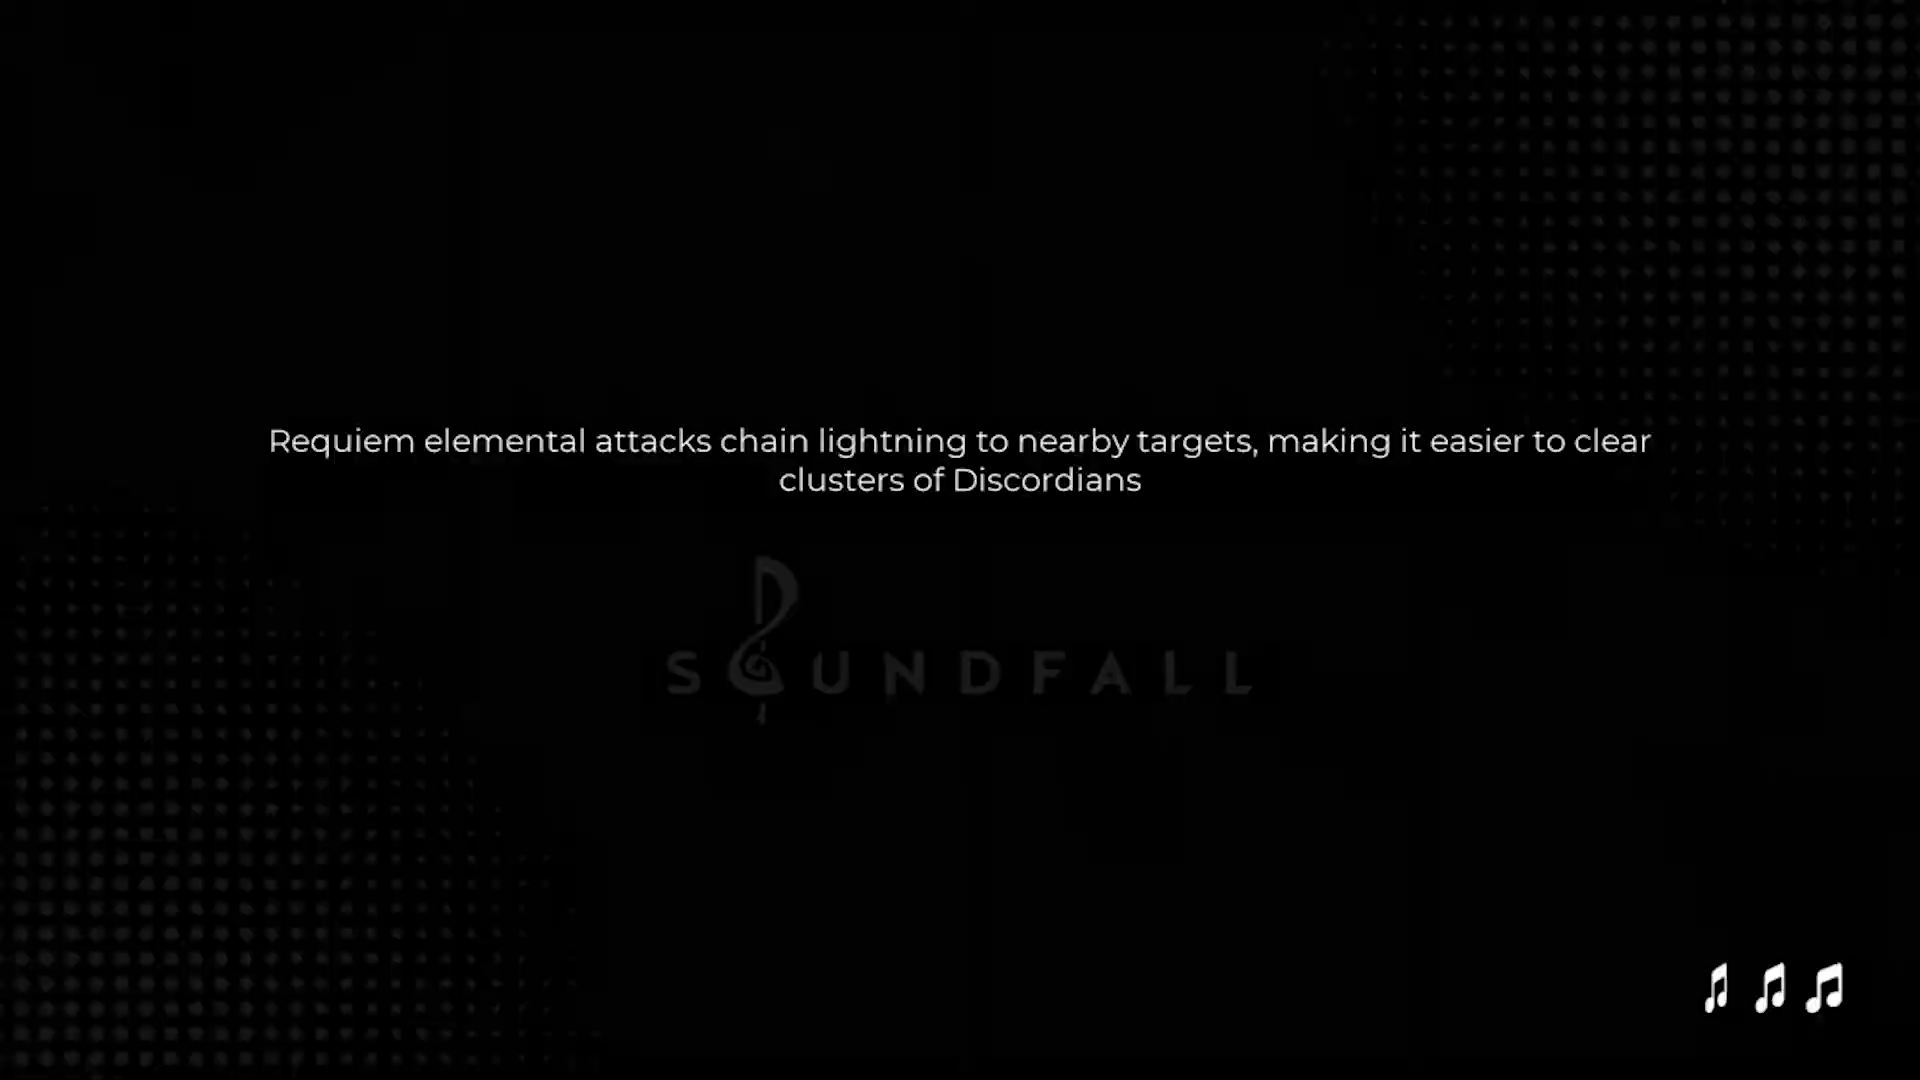 Requiem elemental attacks chain lightning to nearby targets, making it easier to clear
clusters of Discordians
SOUNDFALL